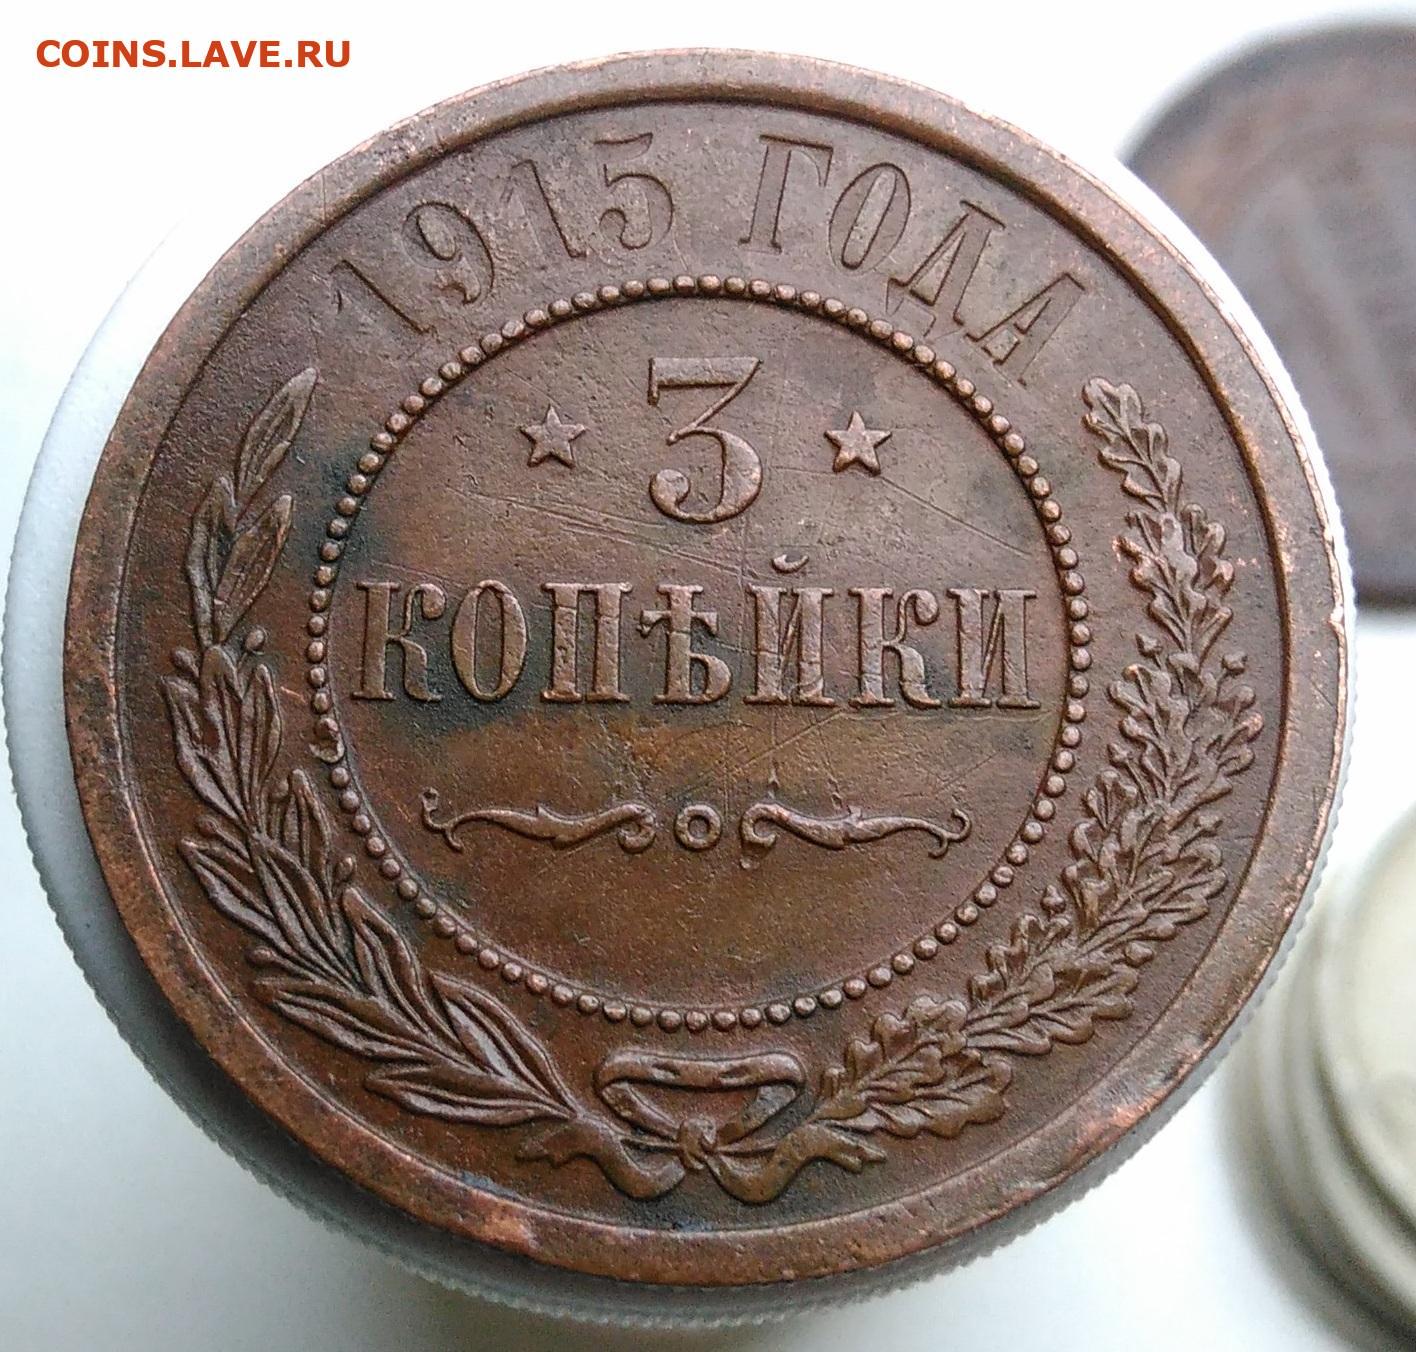 COINS.LAVE.RU
1915 ГОДА
3
КОПѢЙКИ